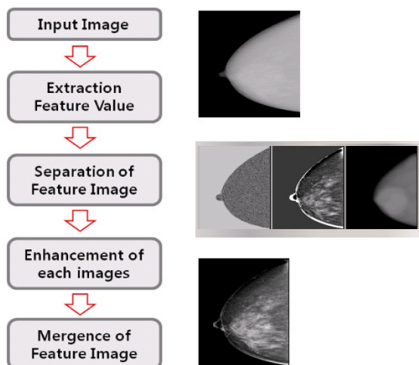 Input Image
Extraction
Feature Value
Separation of
Feature Image
Enhancement of
each images
Mergence of
Feature Image